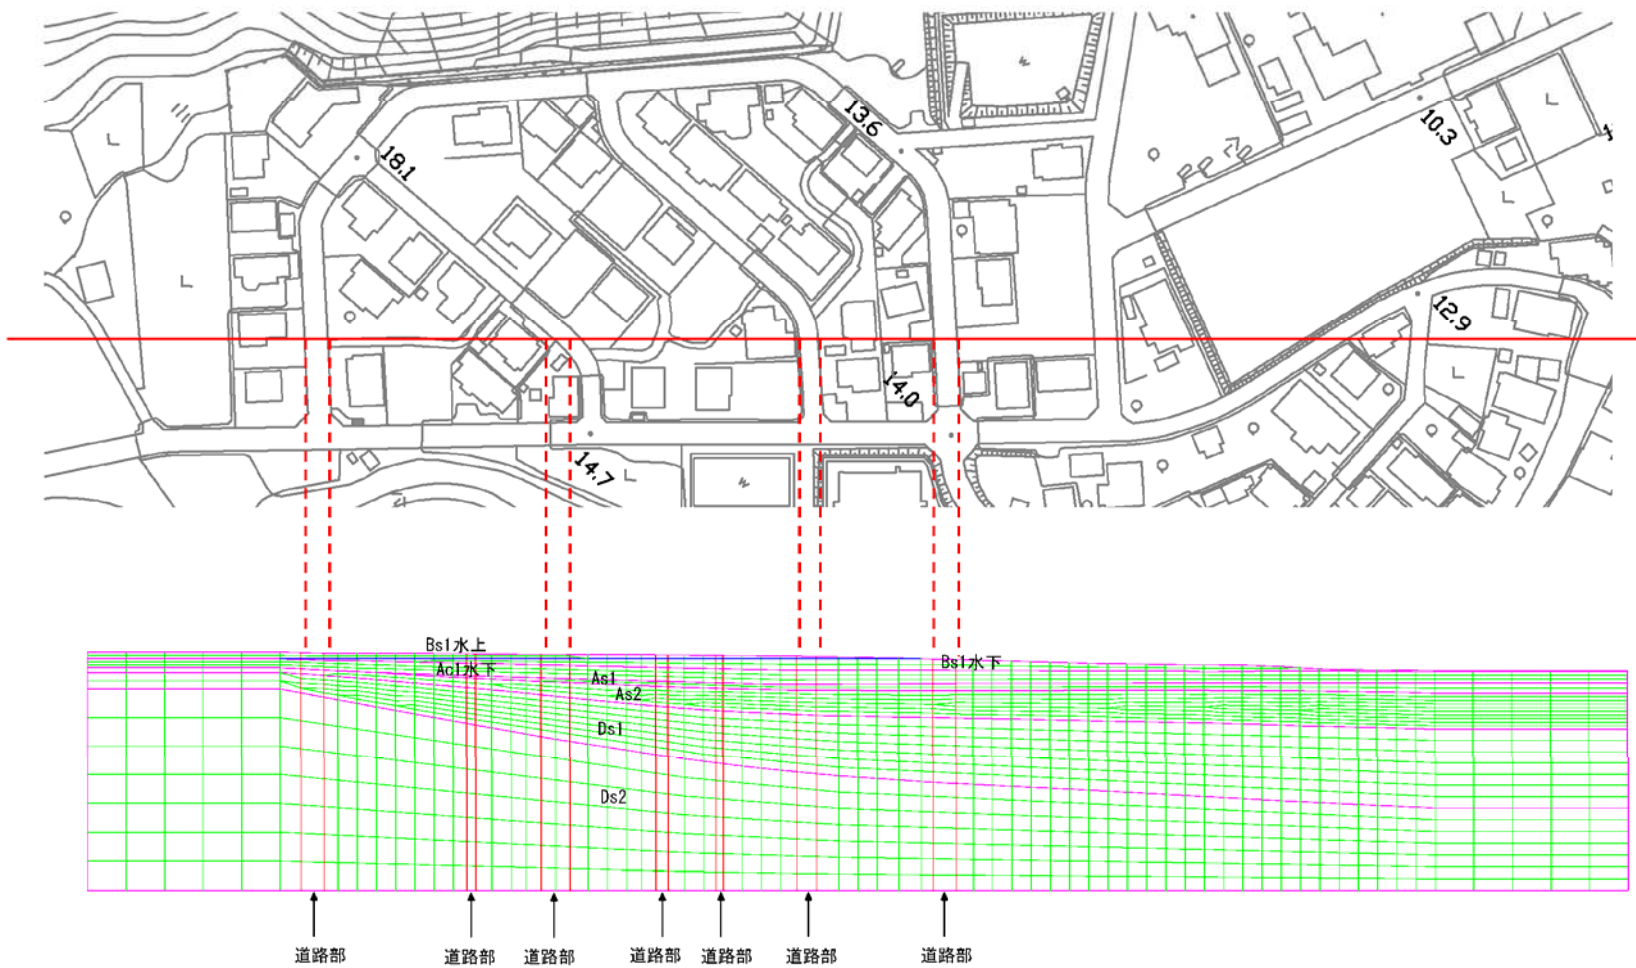 13.6
10.3
18.1
12.9
14.0
14.7
Bs1水上
Bs1水下
Ac1水下
As1
As2
Ds1
Ds2
道路部 道路部 道路部 道路部 道路部 道路部 道路部